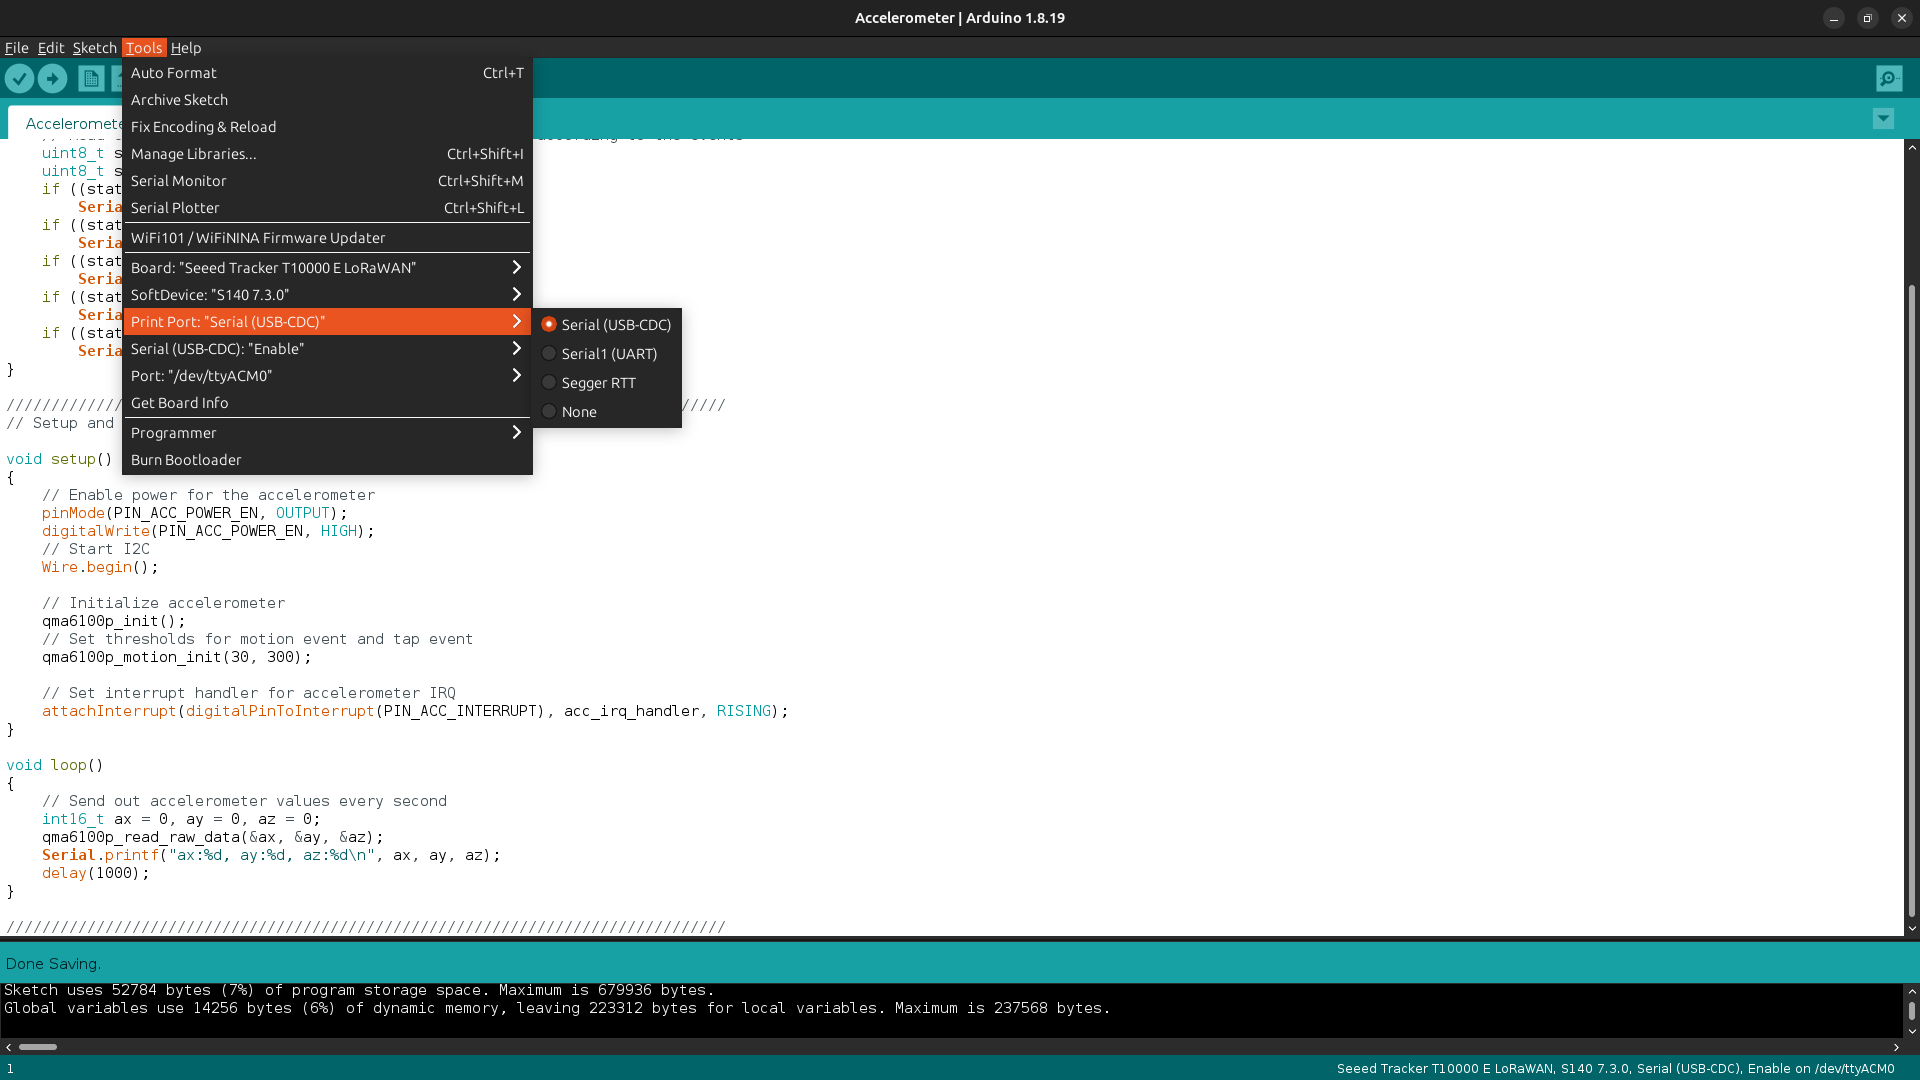 Accelerometer | Arduino 1.8.19
File Edit Sketch Tools Help
Auto Format Ctrl+T
Archive Sketch
Fix Encoding & Reload
Manage Libraries... Ctrl+Shift+I
Serial Monitor Ctrl+Shift+M
Serial Plotter Ctrl+Shift+L
WiFi101 / WiFiNINA Firmware Updater
Board: "Seeed Tracker T10000 E LoRaWAN"
SoftDevice: "S140 7.3.0"
Print Port: "Serial (USB-CDC)"
Serial (USB-CDC): "Enable"
Port: "/dev/ttyACM0"
Get Board Info
Programmer
Burn Bootloader
Serial (USB-CDC)
Serial1 (UART)
Segger RTT
None
Acceleromete
according to the events
uint8_t s
uint8_t s
if ((stat
Seria
if ((stat
Seria
if ((stat
Seria
if ((stat
Seria
if ((stat
Seria
}
/////////////
/////
// Setup and
void setup()
{
// Enable power for the accelerometer
pinMode(PIN_ACC_POWER_EN, OUTPUT);
digitalWrite(PIN_ACC_POWER_EN, HIGH);
// Start I2C
Wire.begin();
// Initialize accelerometer
qma6100p_init();
// Set thresholds for motion event and tap event
qma6100p_motion_init(30, 300);
// Set interrupt handler for accelerometer IRQ
attachInterrupt(digitalPinToInterrupt(PIN_ACC_INTERRUPT), acc_irq_handler, RISING);
}
void loop()
{
// Send out accelerometer values every second
int16_t ax = 0, ay = 0, az = 0;
qma6100p_read_raw_data(&ax, &ay, &az);
Serial.printf("ax:%d, ay:%d, az:%d\n", ax, ay, az);
delay(1000);
}
////////////////////////////////////////////////////////////////////////////////
Done Saving.
Sketch uses 52784 bytes (7%) of program storage space. Maximum is 679936 bytes.
Global variables use 14256 bytes (6%) of dynamic memory, leaving 223312 bytes for local variables. Maximum is 237568 bytes.
1
Seeed Tracker T10000 E LoRaWAN, S140 7.3.0, Serial (USB-CDC), Enable on /dev/ttyACM0